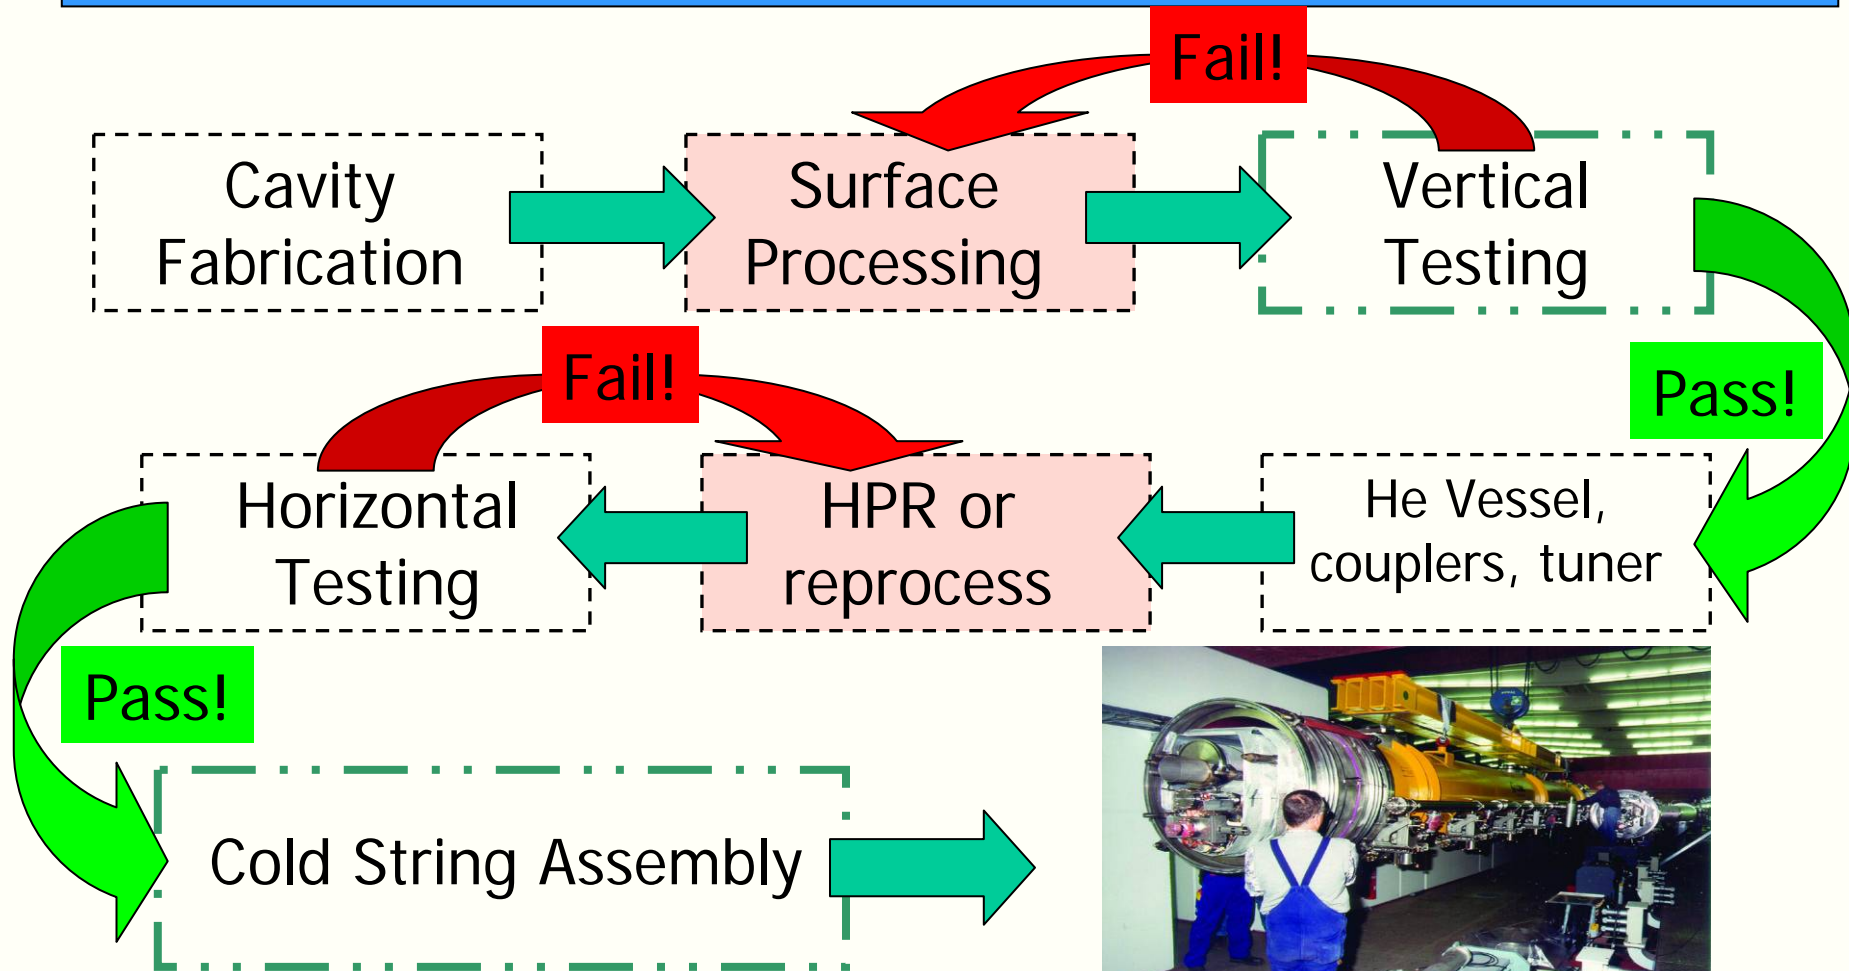 Fail!
Cavity
Fabrication
Surface
Processing
Vertical
Testing
Fail!
Pass!
Horizontal
Testing
HPR or
reprocess
He Vessel,
couplers, tuner
Pass!
Cold String Assembly